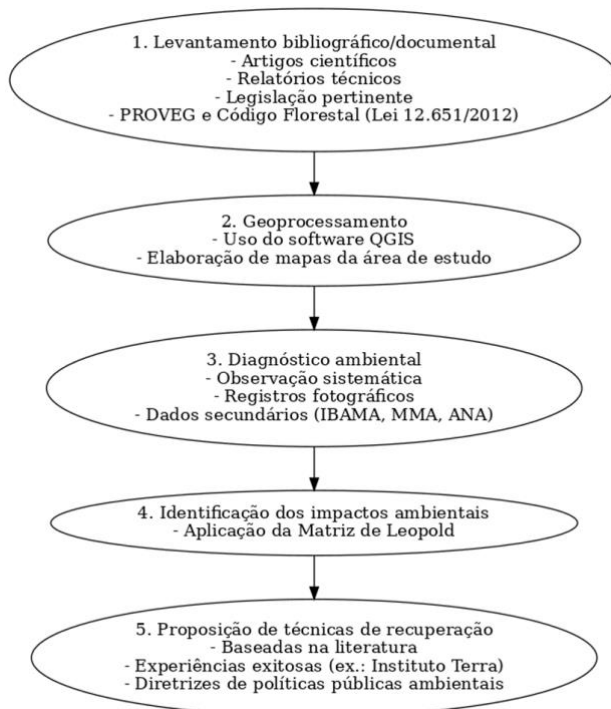 1. Levantamento bibliográfico/documental
- Artigos científicos
- Relatórios técnicos
- Legislação pertinente
- PROVEG e Código Florestal (Lei 12.651/2012)
2. Geoprocessamento
- Uso do software QGIS
- Elaboração de mapas da área de estudo
3. Diagnóstico ambiental
- Observação sistemática
- Registros fotográficos
- Dados secundários (IBAMA, MMA, ANA)
4. Identificação dos impactos ambientais
- Aplicação da Matriz de Leopold
5. Proposição de técnicas de recuperação
- Baseadas na literatura
- Experiências exitosas (ex.: Instituto Terra)
- Diretrizes de políticas públicas ambientais